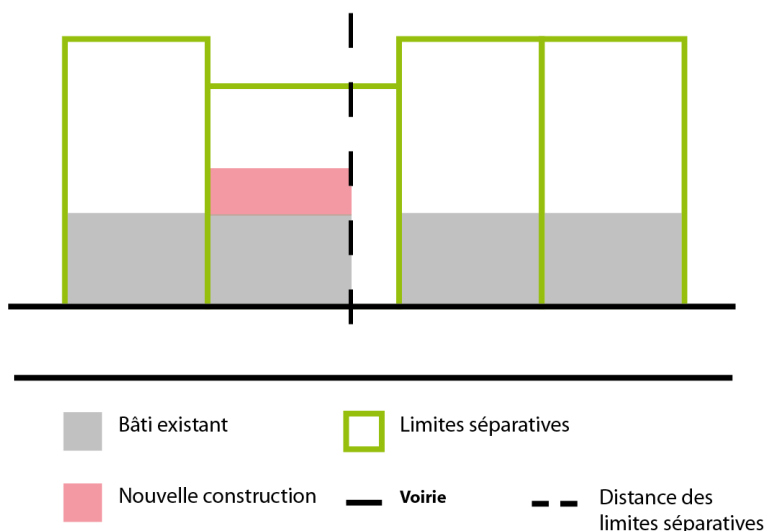 Bâti existant
Limites séparatives
Nouvelle construction
Voirie
Distance des
limites séparatives